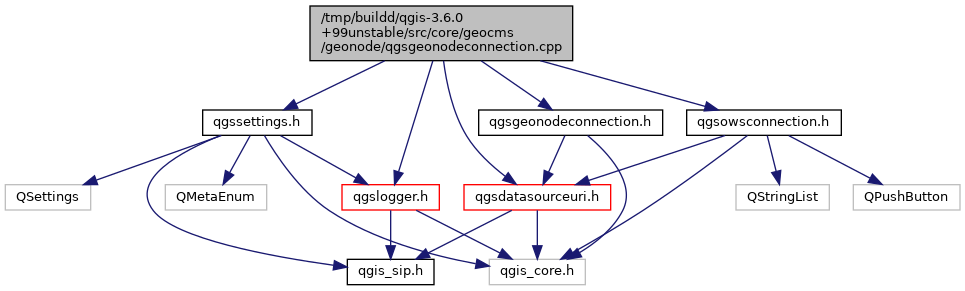 /tmp/buildd/qgis-3.6.0
+99unstable/src/core/geocms
/geonode/qgsgeonodeconnection.cpp
qgssettings.h
qgsgeonodeconnection.h
qgsowsconnection.h
QSettings
QMetaEnum
qgslogger.h
qgsdatasourceuri.h
QStringList
QPushButton
qgis_sip.h
qgis_core.h